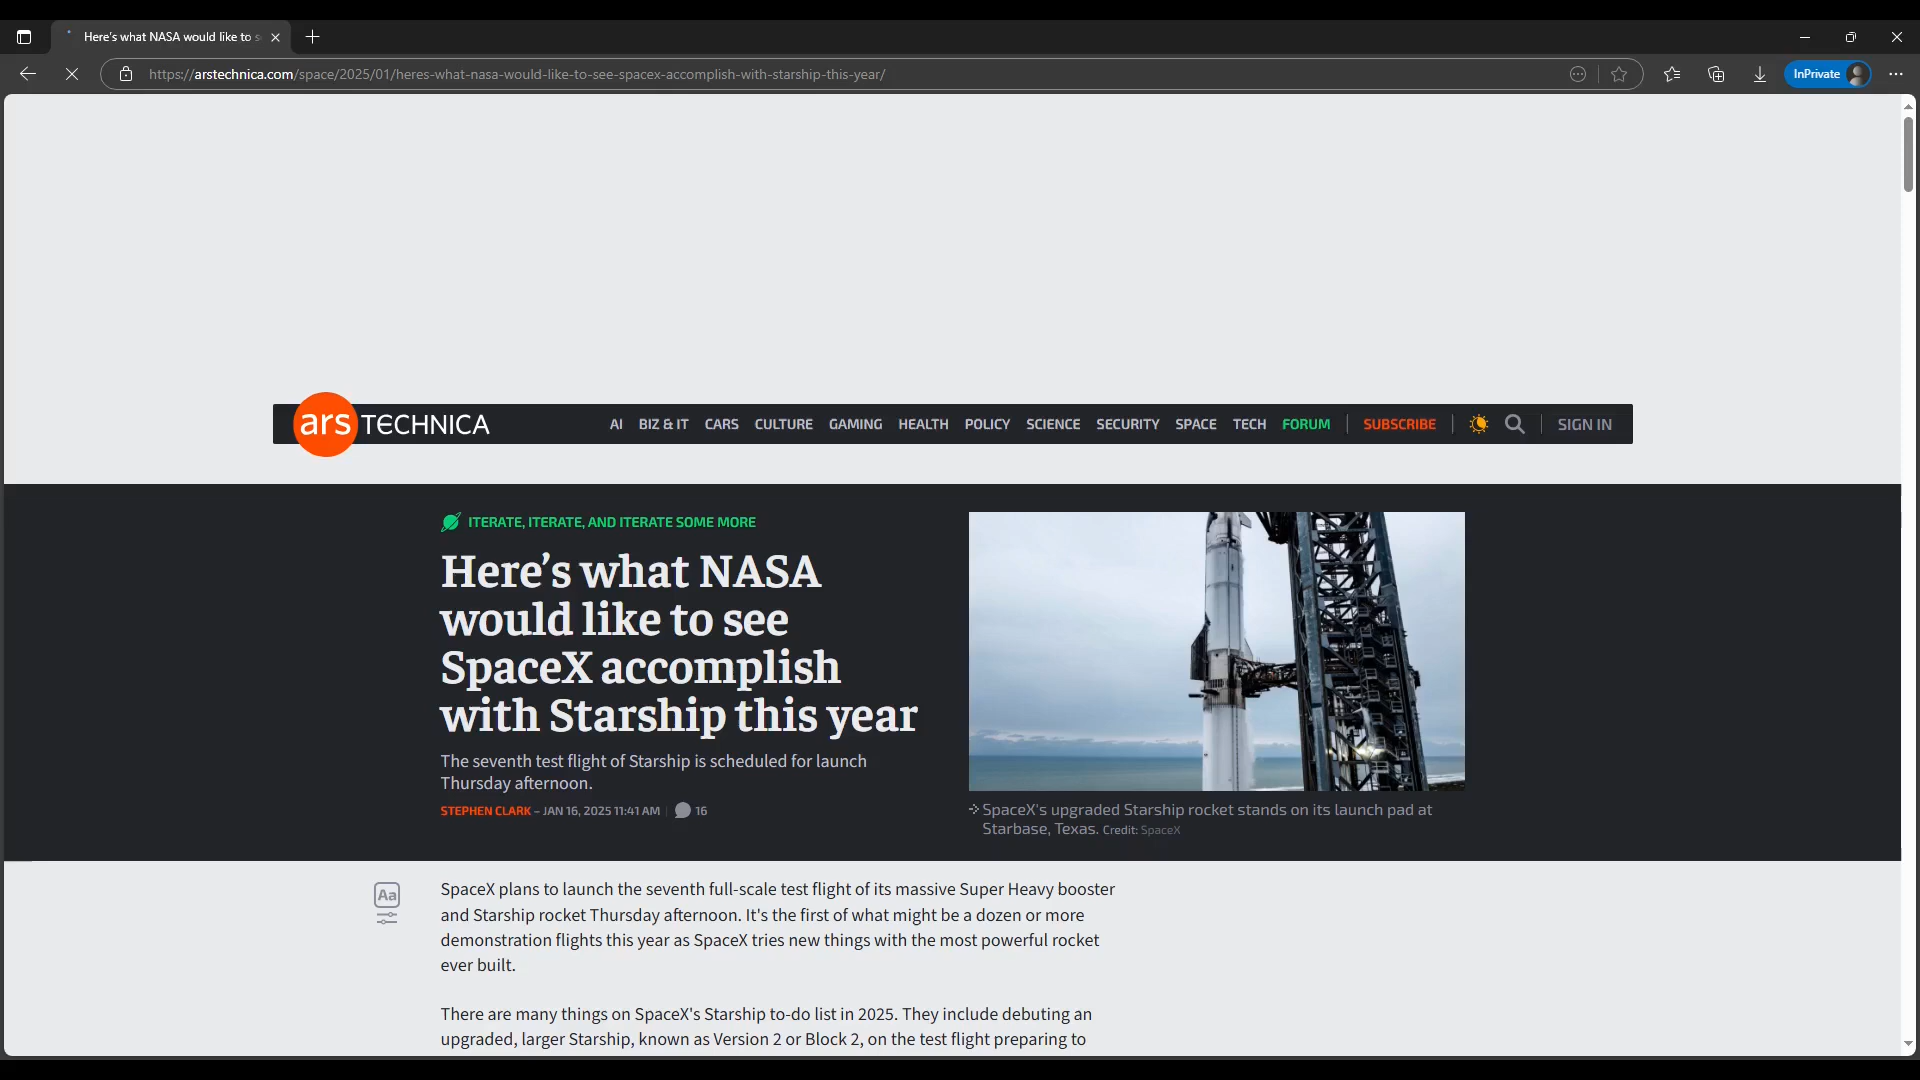 Here's what NASA would like to s
https://arstechnica.com/space/2025/01/heres-what-nasa-would-like-to-see-spacex-accomplish-with-starship-this-year/
InPrivate
ars TECHNICA
AI BIZ & IT CARS CULTURE GAMING HEALTH POLICY SCIENCE SECURITY SPACE TECH FORUM SUBSCRIBE SIGN IN
ITERATE, ITERATE, AND ITERATE SOME MORE
Here’s what NASA
would like to see
SpaceX accomplish
with Starship this year
The seventh test flight of Starship is scheduled for launch
Thursday afternoon.
STEPHEN CLARK – JAN 16, 2025 11:41 AM | 16
SpaceX's upgraded Starship rocket stands on its launch pad at
Starbase, Texas. Credit: SpaceX
Aa
SpaceX plans to launch the seventh full-scale test flight of its massive Super Heavy booster
and Starship rocket Thursday afternoon. It's the first of what might be a dozen or more
demonstration flights this year as SpaceX tries new things with the most powerful rocket
ever built.
There are many things on SpaceX's Starship to-do list in 2025. They include debuting an
upgraded, larger Starship, known as Version 2 or Block 2, on the test flight preparing to